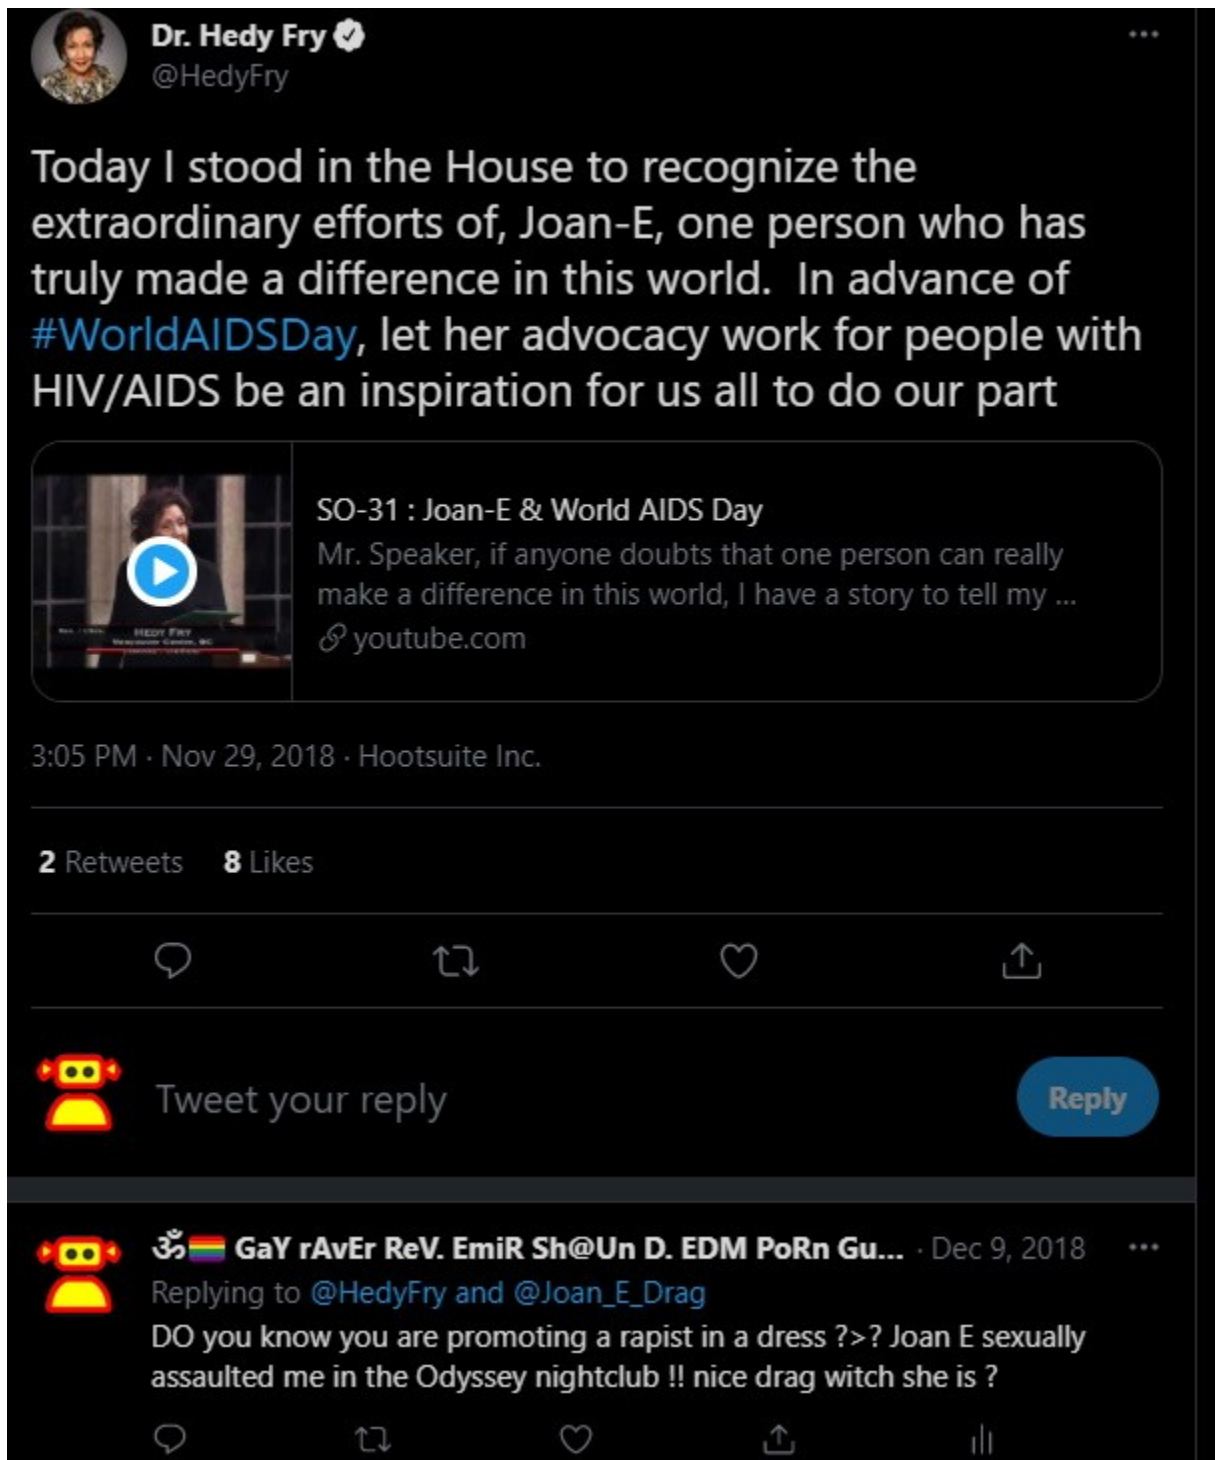 Dr. Hedy Fry
@HedyFry
Today I stood in the House to recognize the
extraordinary efforts of, Joan-E, one person who has
truly made a difference in this world.  In advance of
#WorldAIDSDay, let her advocacy work for people with
HIV/AIDS be an inspiration for us all to do our part
SO-31 : Joan-E & World AIDS Day
Mr. Speaker, if anyone doubts that one person can really
make a difference in this world, I have a story to tell my ...
youtube.com
HEDY FRY
Vancouver Centre, BC
3:05 PM · Nov 29, 2018 · Hootsuite Inc.
2 Retweets 8 Likes
Tweet your reply
Reply
ॐ🏳️‍🌈 GaY rAvEr ReV. EmiR Sh@Un D. EDM PoRn Gu... · Dec 9, 2018
Replying to @HedyFry and @Joan_E_Drag
DO you know you are promoting a rapist in a dress ?>? Joan E sexually
assaulted me in the Odyssey nightclub !! nice drag witch she is ?